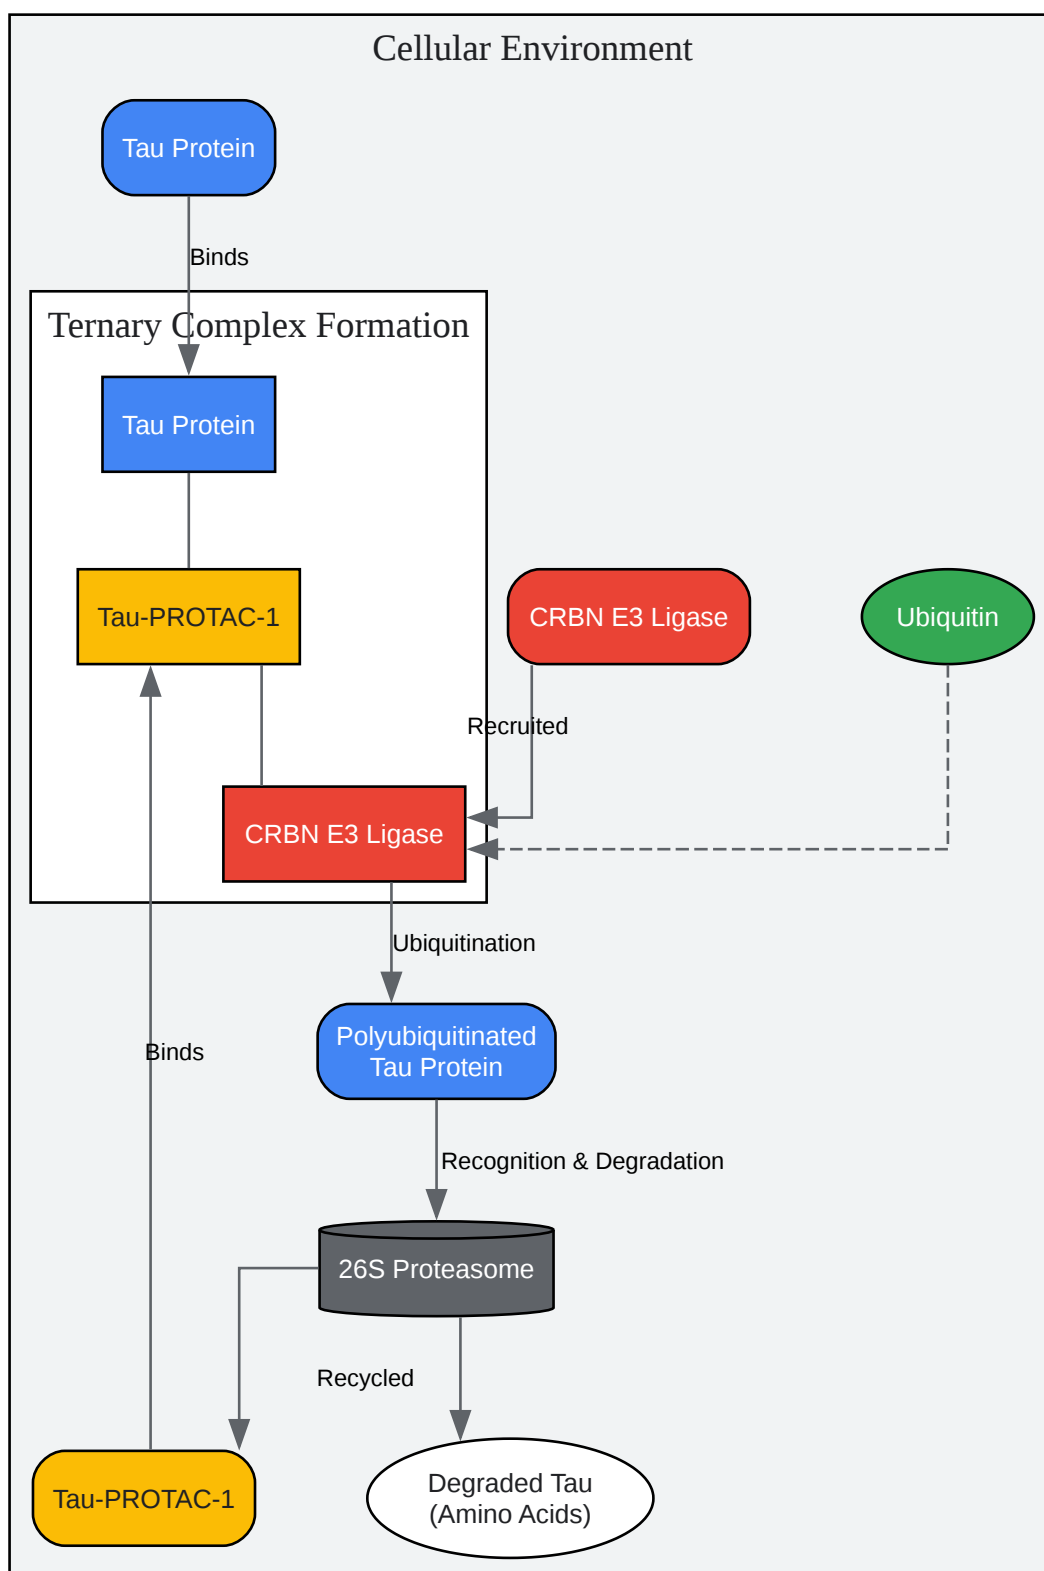 Cellular Environment
Tau Protein
Binds
Ternary Complex Formation
Tau Protein
Tau-PROTAC-1
CRBN E3 Ligase
Ubiquitin
Recruited
CRBN E3 Ligase
Ubiquitination
Polyubiquitinated
Tau Protein
Binds
Recognition & Degradation
26S Proteasome
Recycled
Tau-PROTAC-1
Degraded Tau
(Amino Acids)